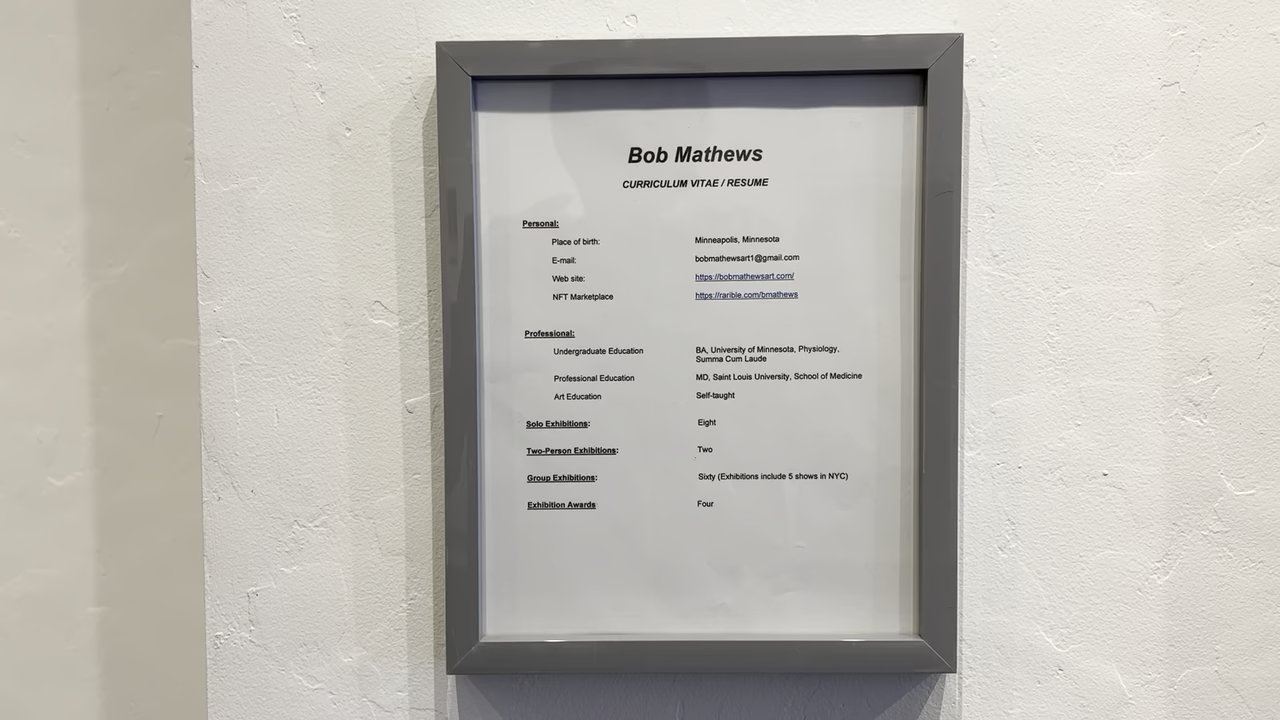 Bob Mathews
CURRICULUM VITAE / RESUME
Personal:
Place of birth: Minneapolis, Minnesota
E-mail: bobmathewsart1@gmail.com
Web site: https://bobmathewsart.com/
NFT Marketplace https://rarible.com/bmathews
Professional:
Undergraduate Education BA, University of Minnesota, Physiology,
Summa Cum Laude
Professional Education MD, Saint Louis University, School of Medicine
Art Education Self-taught
Solo Exhibitions: Eight
Two-Person Exhibitions: Two
Group Exhibitions: Sixty (Exhibitions include 5 shows in NYC)
Exhibition Awards Four